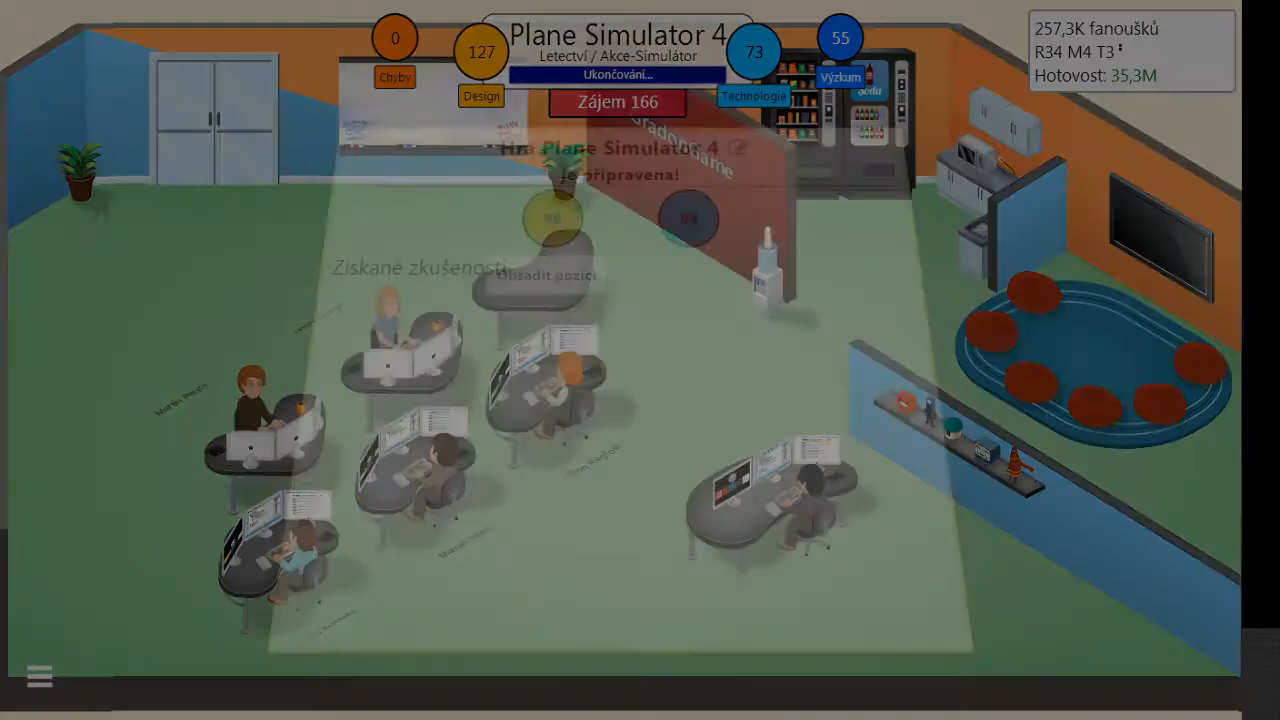 0
Chyby
127
Design
Plane Simulator 4
Letectví / Akce-Simulátor
Ukončování...
Zájem 166
73
Technologie
55
Výzkum
257,3K fanoušků
R34 M4 T3
Hotovost: 35,3M
Soda
Hra Plane Simulator 4
je připravena!
Získané zkušenosti
Obsadit pozici